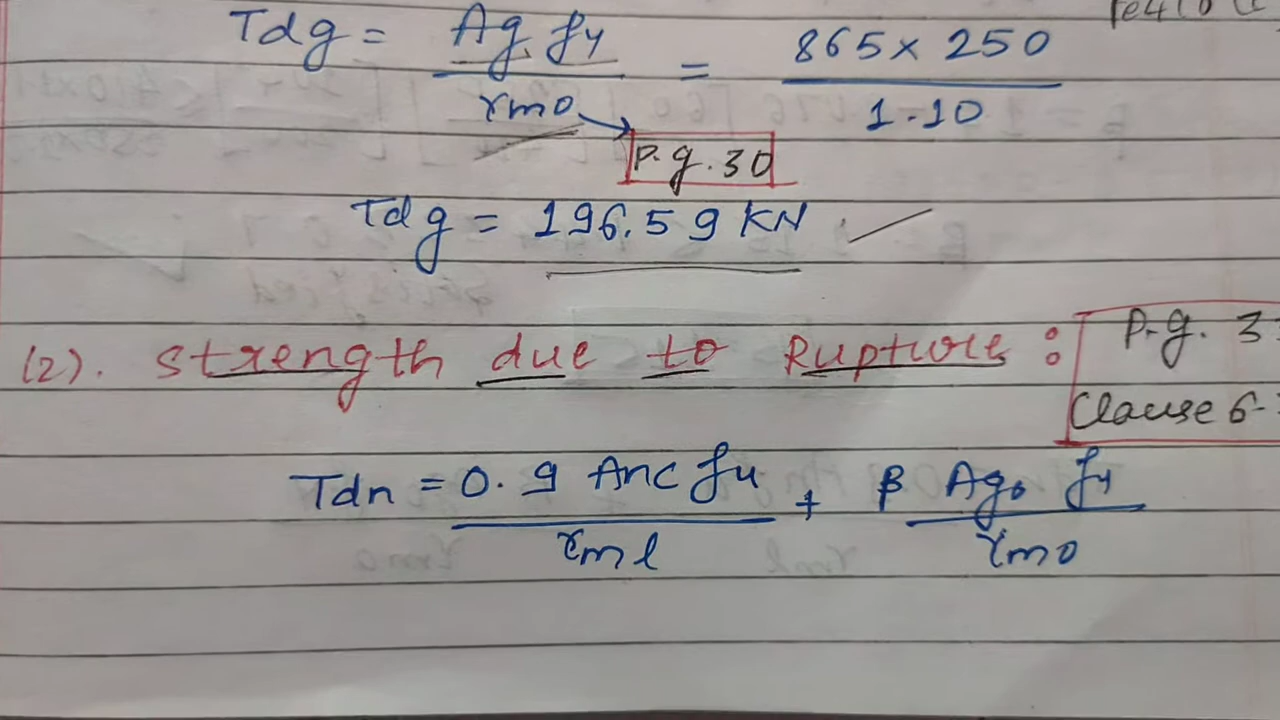 Tdg = Ag fy / γm0 = 865 x 250 / 1.10
P.g. 30
Tdg = 196.59 KN
(2). Strength due to Rupture :
P.g. 3
Clause 6.
Tdn = 0.9 Anc fu / γml + β Ago fy / γm0